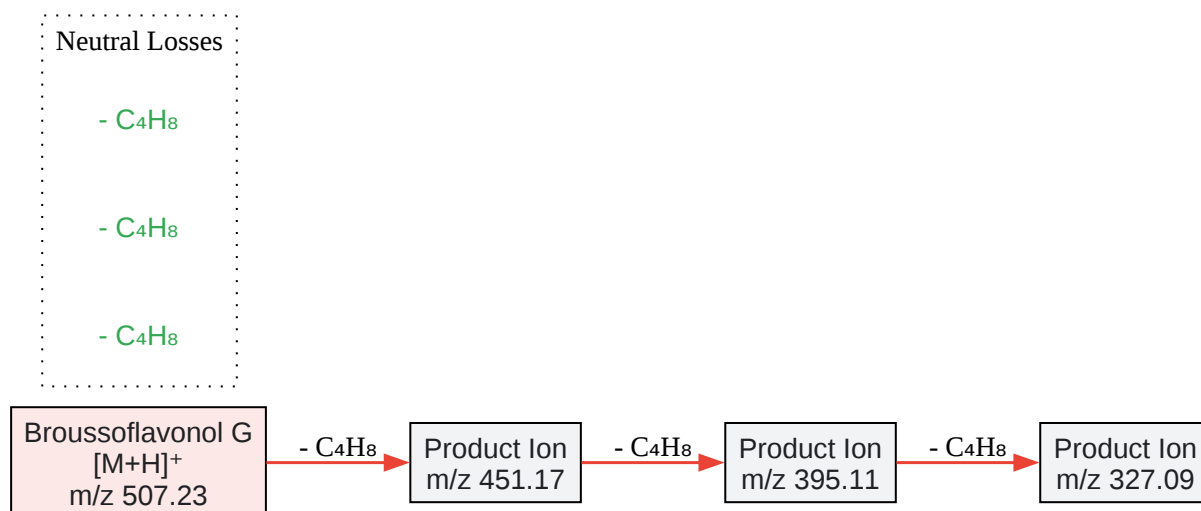 Neutral Losses
- C₄H₈
- C₄H₈
- C₄H₈
Broussoflavonol G
[M+H]⁺
m/z 507.23
- C₄H₈
Product Ion
m/z 451.17
- C₄H₈
Product Ion
m/z 395.11
- C₄H₈
Product Ion
m/z 327.09